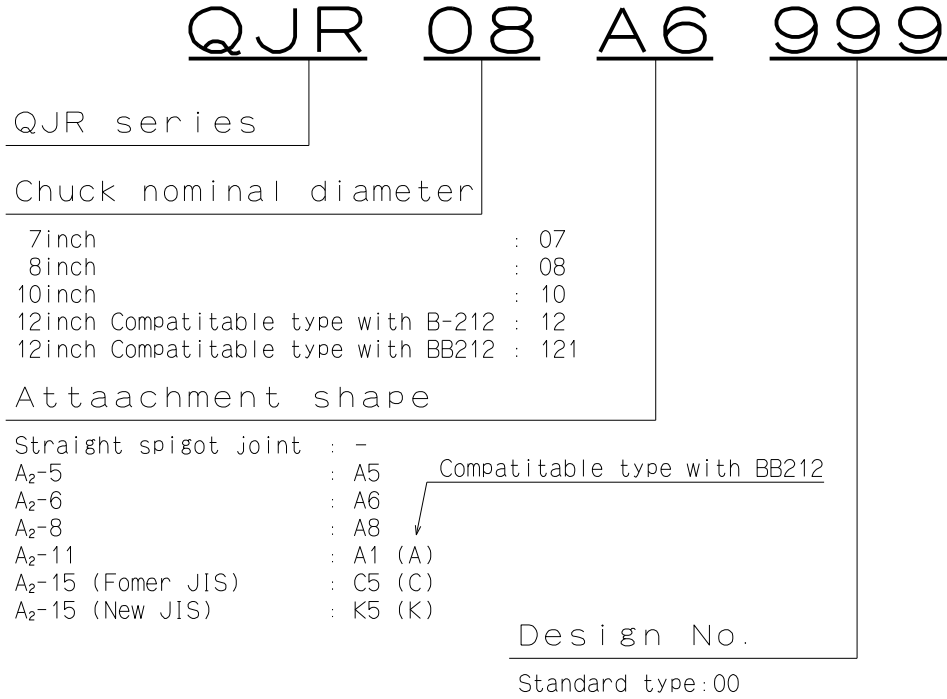 QJR 08 A6 999
QJR series
Chuck nominal diameter
7inch : 07
8inch : 08
10inch : 10
12inch Compatitable type with B-212 : 12
12inch Compatitable type with BB212 : 121
Attaachment shape
Straight spigot joint : -
A₂-5 : A5
Compatitable type with BB212
A₂-6 : A6
A₂-8 : A8
A₂-11 : A1 (A)
A₂-15 (Fomer JIS) : C5 (C)
A₂-15 (New JIS) : K5 (K)
Design No.
Standard type:00